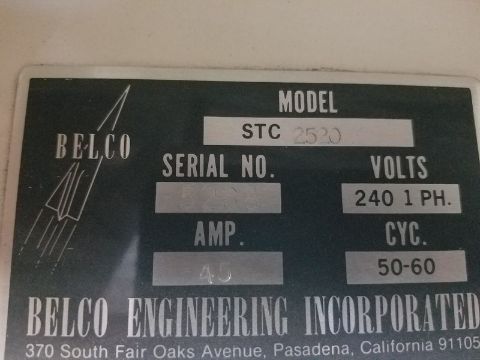 MODEL
STC 2520
BELCO
SERIAL NO.
VOLTS
240 1 PH.
AMP.
CYC.
45
50-60
BELCO ENGINEERING INCORPORATED
370 South Fair Oaks Avenue, Pasadena, California 91105